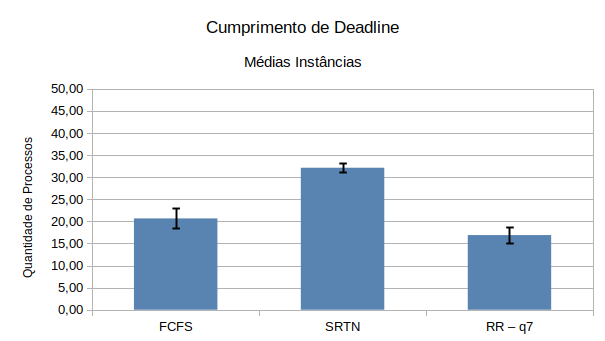 Cumprimento de Deadline
Médias Instâncias
Quantidade de Processos
50,00
45,00
40,00
35,00
30,00
25,00
20,00
15,00
10,00
5,00
0,00
FCFS
SRTN
RR – q7